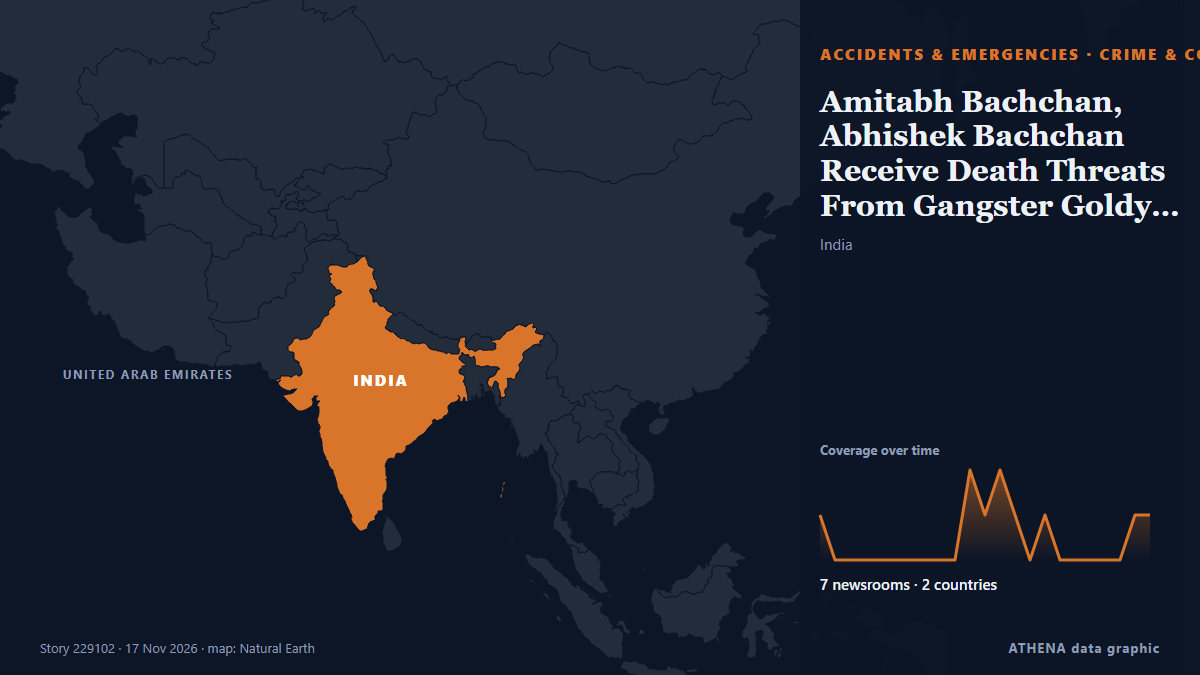 ACCIDENTS & EMERGENCIES · CRIME &
Amitabh Bachchan,
Abhishek Bachchan
Receive Death Threats
From Gangster Goldy...
India
UNITED ARAB EMIRATES
INDIA
Coverage over time
7 newsrooms · 2 countries
Story 229102 · 17 Nov 2026 · map: Natural Earth
ATHENA data graphic